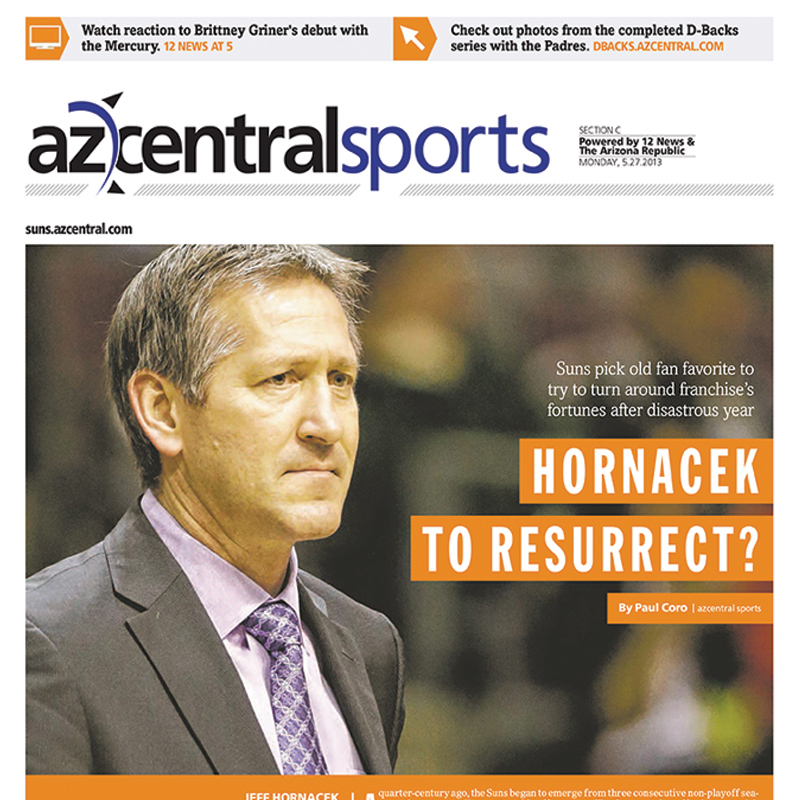 Watch reaction to Brittney Griner's debut with
the Mercury. 12 NEWS AT 5
Check out photos from the completed D-Backs
series with the Padres. DBACKS.AZCENTRAL.COM
azcentralsports
SECTION C
Powered by 12 News &
The Arizona Republic
MONDAY, 5.27.2013
suns.azcentral.com
Suns pick old fan favorite to
try to turn around franchise's
fortunes after disastrous year
HORNACEK
TO RESURRECT?
By Paul Coro | azcentral sports
JEFF HORNACEK |
A quarter-century ago, the Suns began to emerge from three consecutive non-playoff sea-